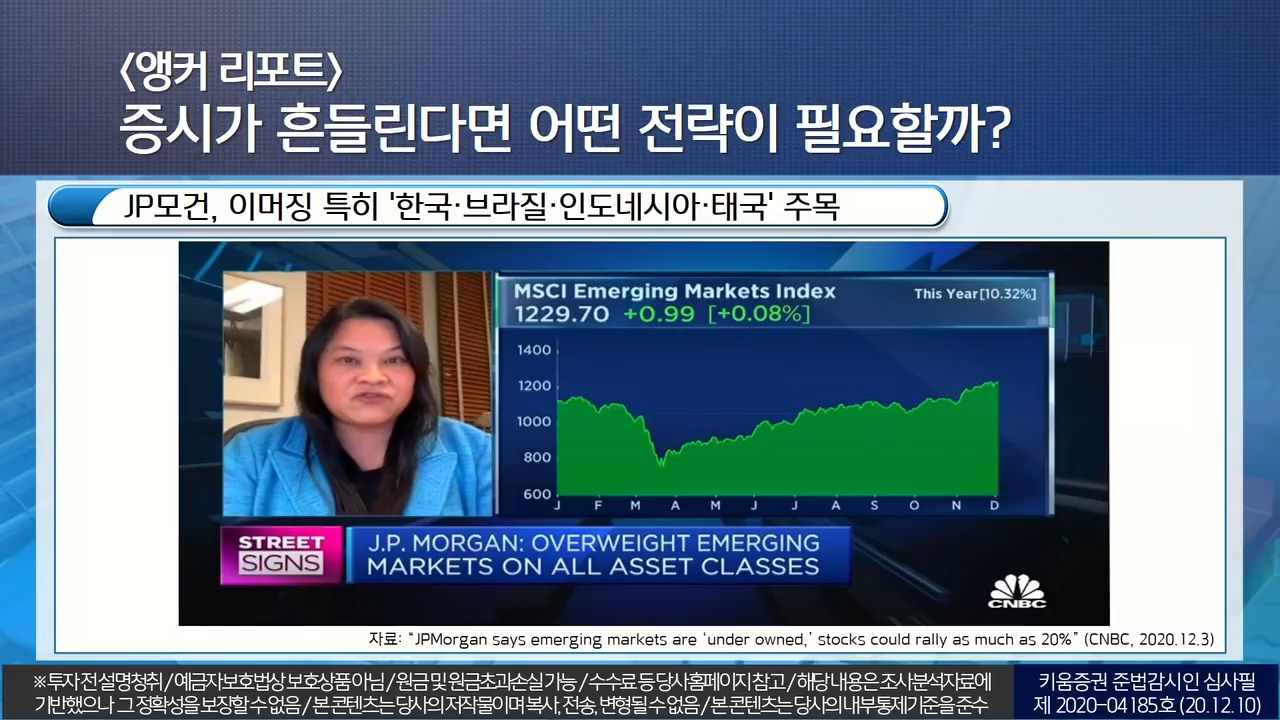 〈앵커 리포트〉
증시가 흔들린다면 어떤 전략이 필요할까?
JP모건, 이머징 특히 '한국·브라질·인도네시아·태국' 주목
MSCI Emerging Markets Index
This Year[10.32%]
1229.70 +0.99 [+0.08%]
1400
1200
1000
800
600
J F M A M J J A S O N D
STREET
SIGNS
J.P. MORGAN: OVERWEIGHT EMERGING
MARKETS ON ALL ASSET CLASSES
CNBC
자료: “JPMorgan says emerging markets are ‘under owned,’ stocks could rally as much as 20%” (CNBC, 2020.12.3)
※ 투자 전 설명청취 / 예금자보호법상 보호상품 아님 / 원금 및 원금초과손실 가능 / 수수료 등 당사 홈페이지 참고 / 해당 내용은 조사분석자료에
기반했으나 그 정확성을 보장할 수 없음 / 본 콘텐츠는 당사의 저작물이며 복사, 전송, 변형될 수 없음 / 본 콘텐츠는 당사의 내부통제기준을 준수
키움증권 준법감시인 심사필
제 2020-04185호 (20.12.10)